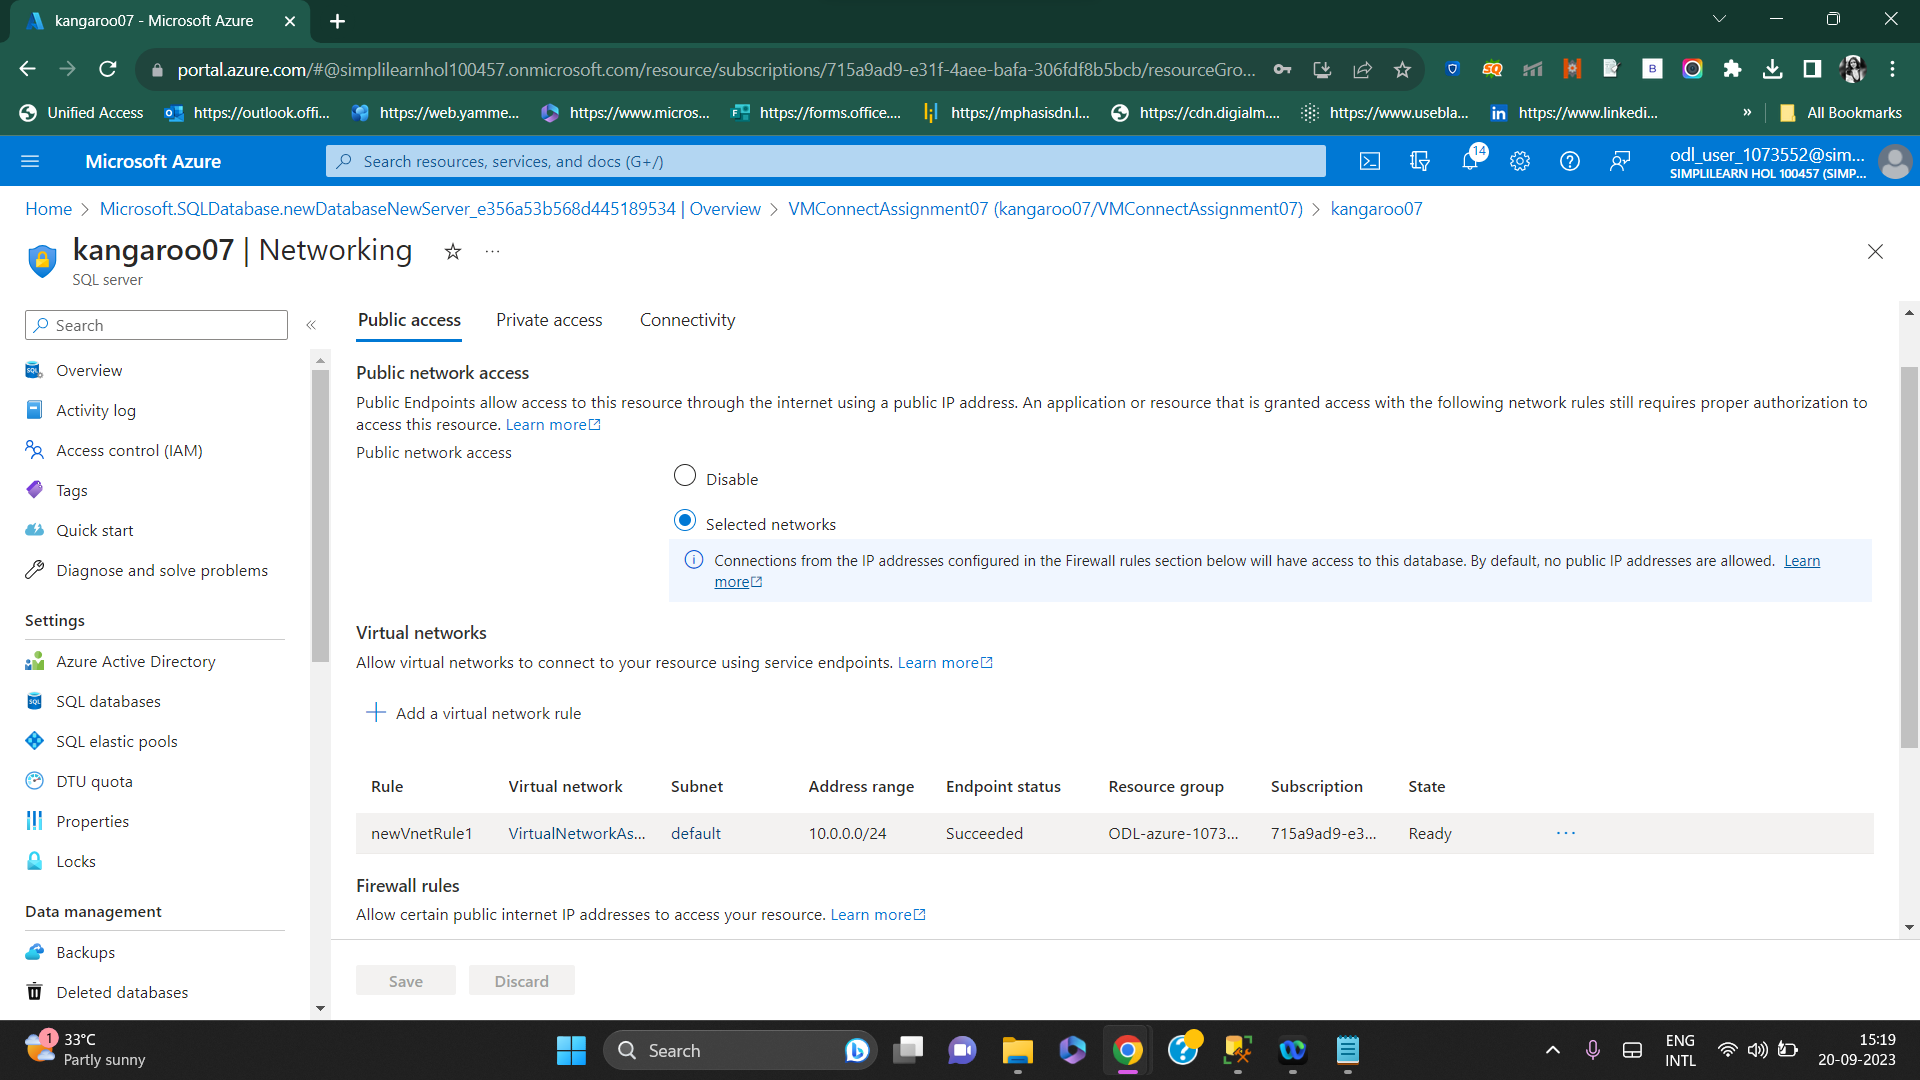 kangaroo07 - Microsoft Azure
portal.azure.com/#@simplilearnhol100457.onmicrosoft.com/resource/subscriptions/715a9ad9-e31f-4aee-bafa-306fdf8b5bcb/resourceGro...
Unified Access
https://outlook.offi...
https://web.yamme...
https://www.micros...
https://forms.office....
https://mphasisdn.l...
https://cdn.digialm....
https://www.usebla...
https://www.linkedi...
»
All Bookmarks
Microsoft Azure
Search resources, services, and docs (G+/)
14
odl_user_1073552@sim...
SIMPLILEARN HOL 100457 (SIMP...
Home > Microsoft.SQLDatabase.newDatabaseNewServer_e356a53b568d445189534 | Overview > VMConnectAssignment07 (kangaroo07/VMConnectAssignment07) > kangaroo07
kangaroo07 | Networking
SQL server
Search
Overview
Activity log
Access control (IAM)
Tags
Quick start
Diagnose and solve problems
Settings
Azure Active Directory
SQL databases
SQL elastic pools
DTU quota
Properties
Locks
Data management
Backups
Deleted databases
Public access
Private access
Connectivity
Public network access
Public Endpoints allow access to this resource through the internet using a public IP address. An application or resource that is granted access with the following network rules still requires proper authorization to
access this resource. Learn more
Public network access
Disable
Selected networks
Connections from the IP addresses configured in the Firewall rules section below will have access to this database. By default, no public IP addresses are allowed. Learn
more
Virtual networks
Allow virtual networks to connect to your resource using service endpoints. Learn more
Add a virtual network rule
Rule Virtual network Subnet Address range Endpoint status Resource group Subscription State
newVnetRule1 VirtualNetworkAs... default 10.0.0.0/24 Succeeded ODL-azure-1073... 715a9ad9-e3... Ready ...
Firewall rules
Allow certain public internet IP addresses to access your resource. Learn more
Save
Discard
1
33°C
Partly sunny
Search
ENG
INTL
15:19
20-09-2023